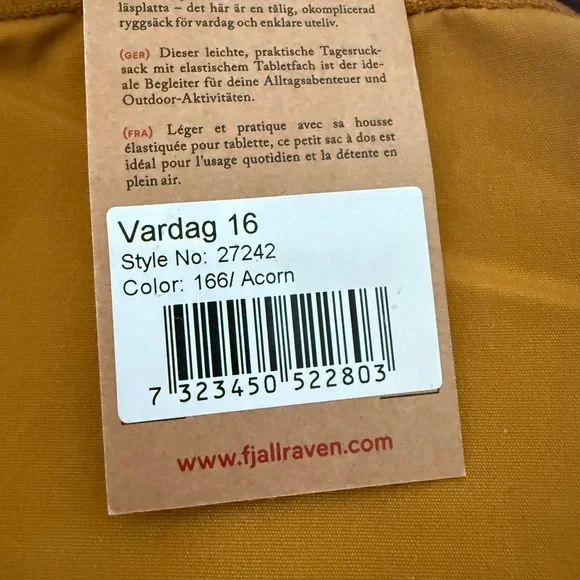 läsplatta – det här är en tålig, okomplicerad
ryggsäck för vardag och enklare uteliv.
(GER) Dieser leichte, praktische Tagesruck-
sack mit elastischem Tabletfach ist der ide-
ale Begleiter für deine Alltagsabenteuer und
Outdoor-Aktivitäten.
(FRA) Léger et pratique avec sa housse
élastiquée pour tablette, ce petit sac à dos est
idéal pour l'usage quotidien et la détente en
plein air.
Vardag 16
Style No: 27242
Color: 166/ Acorn
7 323450 522803
www.fjallraven.com